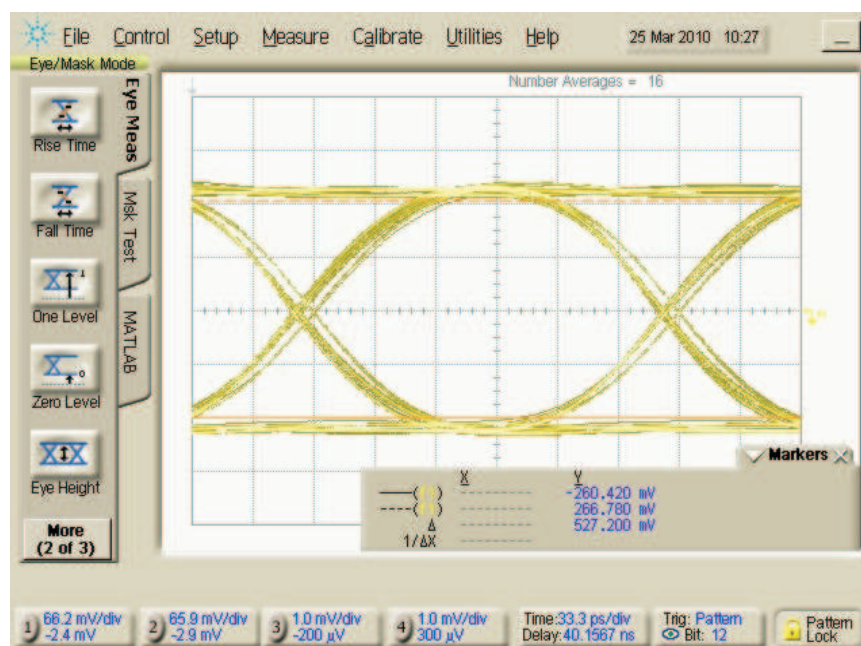 File Control Setup Measure Calibrate Utilities Help 25 Mar 2010 10:27
Eye/Mask Mode
Number Averages = 16
Eye Meas
Msk Test
MATLAB
Rise Time
Fall Time
One Level
Zero Level
Eye Height
More
(2 of 3)
Markers
X Y
-260.420 mV
266.780 mV
Δ 527.200 mV
1/ΔX
1) 66.2 mV/div
-2.4 mV
2) 65.9 mV/div
-2.9 mV
3) 1.0 mV/div
-200 µV
4) 1.0 mV/div
300 µV
Time:33.3 ps/div
Delay:40.1567 ns
Trig: Pattern
Bit: 12
Pattern
Lock